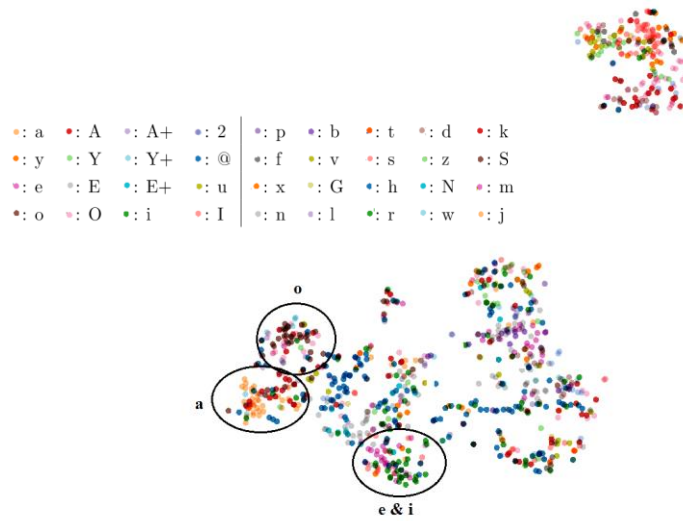 : a : A : A+ : 2 : p : b : t : d : k
: y : Y : Y+ : @ : f : v : s : z : S
: e : E : E+ : u : x : G : h : N : m
: o : O : i : I : n : l : r : w : j
o
a
e & i